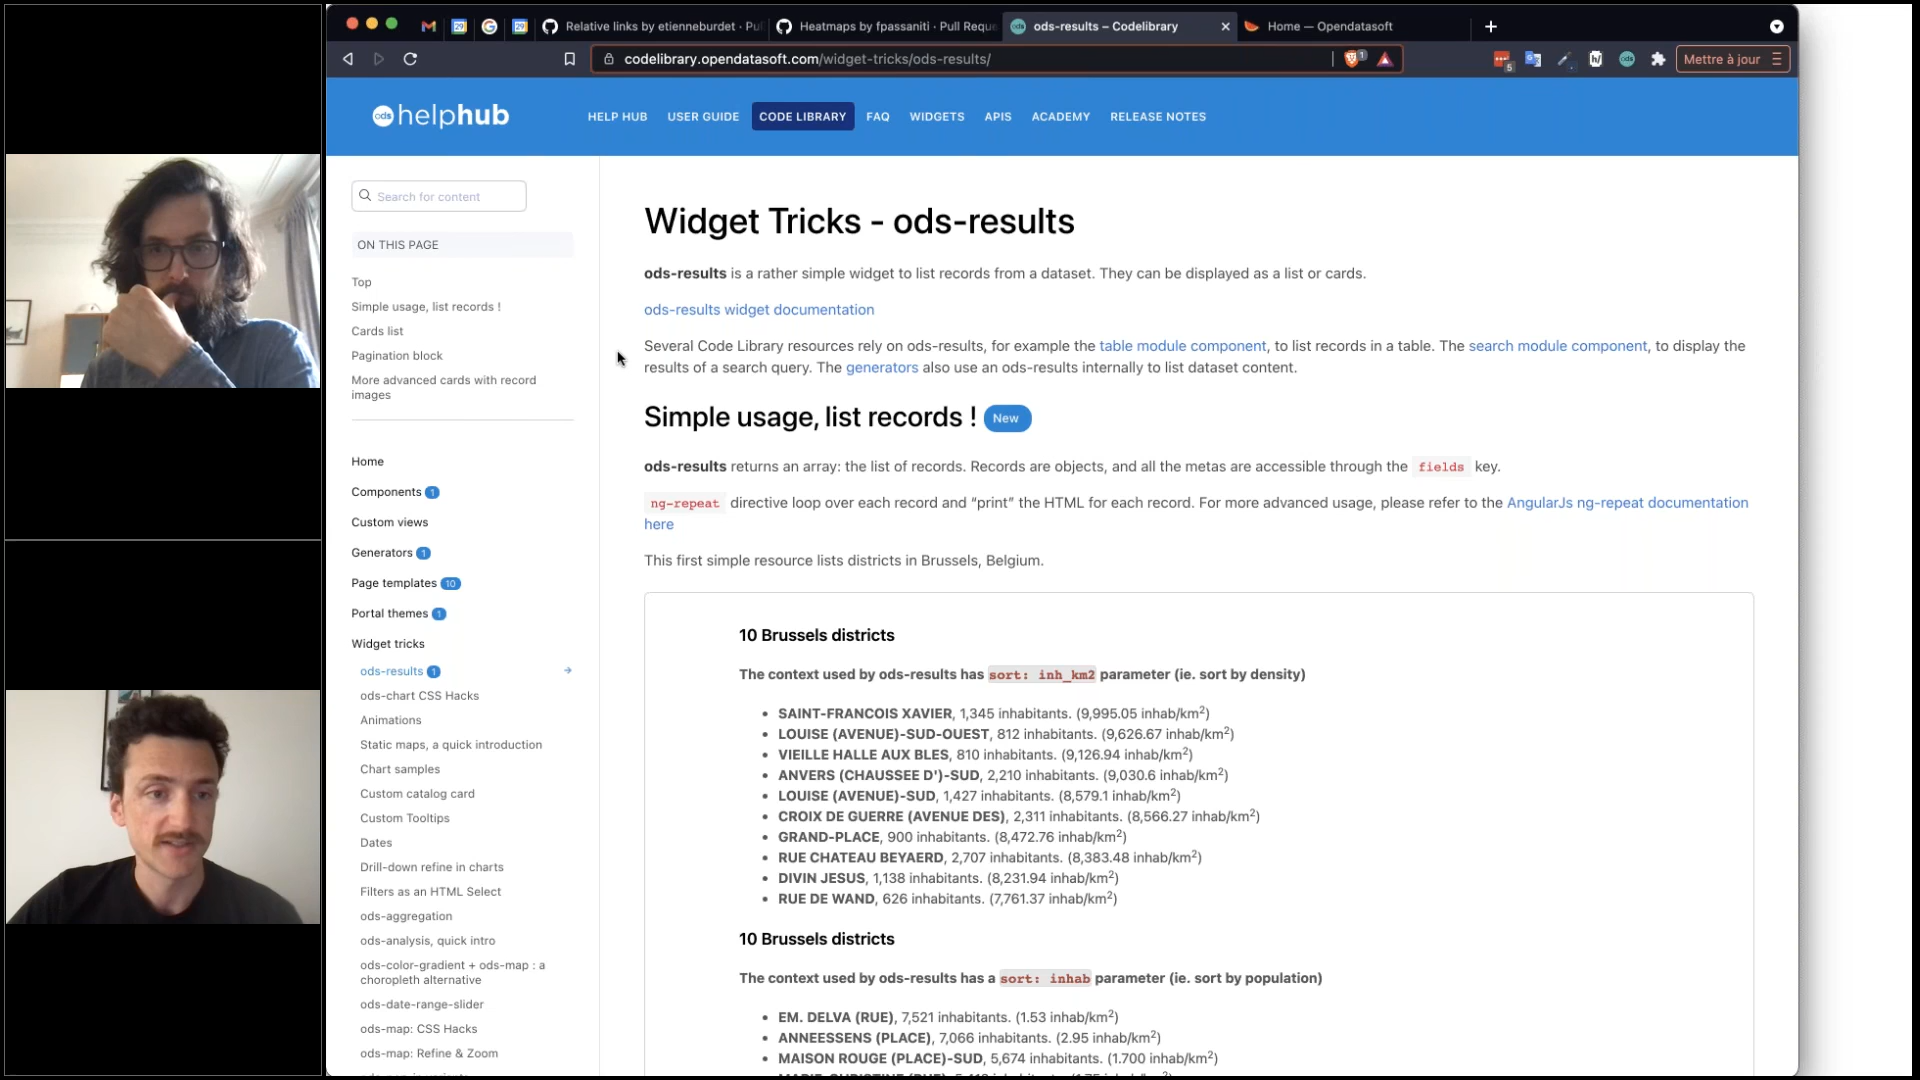 Relative links by etienneburdet · Pul
Heatmaps by fpassaniti · Pull Reque
ods-results – Codelibrary
Home — Opendatasoft
codelibrary.opendatasoft.com/widget-tricks/ods-results/
1
5
Mettre à jour
ods helphub
HELP HUB
USER GUIDE
CODE LIBRARY
FAQ
WIDGETS
APIS
ACADEMY
RELEASE NOTES
Search for content
ON THIS PAGE
Top
Simple usage, list records !
Cards list
Pagination block
More advanced cards with record
images
Home
Components 1
Custom views
Generators 1
Page templates 10
Portal themes 1
Widget tricks
ods-results 1
ods-chart CSS Hacks
Animations
Static maps, a quick introduction
Chart samples
Custom catalog card
Custom Tooltips
Dates
Drill-down refine in charts
Filters as an HTML Select
ods-aggregation
ods-analysis, quick intro
ods-color-gradient + ods-map : a
choropleth alternative
ods-date-range-slider
ods-map: CSS Hacks
ods-map: Refine & Zoom
Widget Tricks - ods-results
ods-results is a rather simple widget to list records from a dataset. They can be displayed as a list or cards.
ods-results widget documentation
Several Code Library resources rely on ods-results, for example the table module component, to list records in a table. The search module component, to display the
results of a search query. The generators also use an ods-results internally to list dataset content.
Simple usage, list records ! New
ods-results returns an array: the list of records. Records are objects, and all the metas are accessible through the fields key.
ng-repeat directive loop over each record and “print” the HTML for each record. For more advanced usage, please refer to the AngularJs ng-repeat documentation
here
This first simple resource lists districts in Brussels, Belgium.
10 Brussels districts
The context used by ods-results has sort: inh_km2 parameter (ie. sort by density)
• SAINT-FRANCOIS XAVIER, 1,345 inhabitants. (9,995.05 inhab/km²)
• LOUISE (AVENUE)-SUD-OUEST, 812 inhabitants. (9,626.67 inhab/km²)
• VIEILLE HALLE AUX BLES, 810 inhabitants. (9,126.94 inhab/km²)
• ANVERS (CHAUSSEE D')-SUD, 2,210 inhabitants. (9,030.6 inhab/km²)
• LOUISE (AVENUE)-SUD, 1,427 inhabitants. (8,579.1 inhab/km²)
• CROIX DE GUERRE (AVENUE DES), 2,311 inhabitants. (8,566.27 inhab/km²)
• GRAND-PLACE, 900 inhabitants. (8,472.76 inhab/km²)
• RUE CHATEAU BEYAERD, 2,707 inhabitants. (8,383.48 inhab/km²)
• DIVIN JESUS, 1,138 inhabitants. (8,231.94 inhab/km²)
• RUE DE WAND, 626 inhabitants. (7,761.37 inhab/km²)
10 Brussels districts
The context used by ods-results has a sort: inhab parameter (ie. sort by population)
• EM. DELVA (RUE), 7,521 inhabitants. (1.53 inhab/km²)
• ANNEESSENS (PLACE), 7,066 inhabitants. (2.95 inhab/km²)
• MAISON ROUGE (PLACE)-SUD, 5,674 inhabitants. (1.700 inhab/km²)